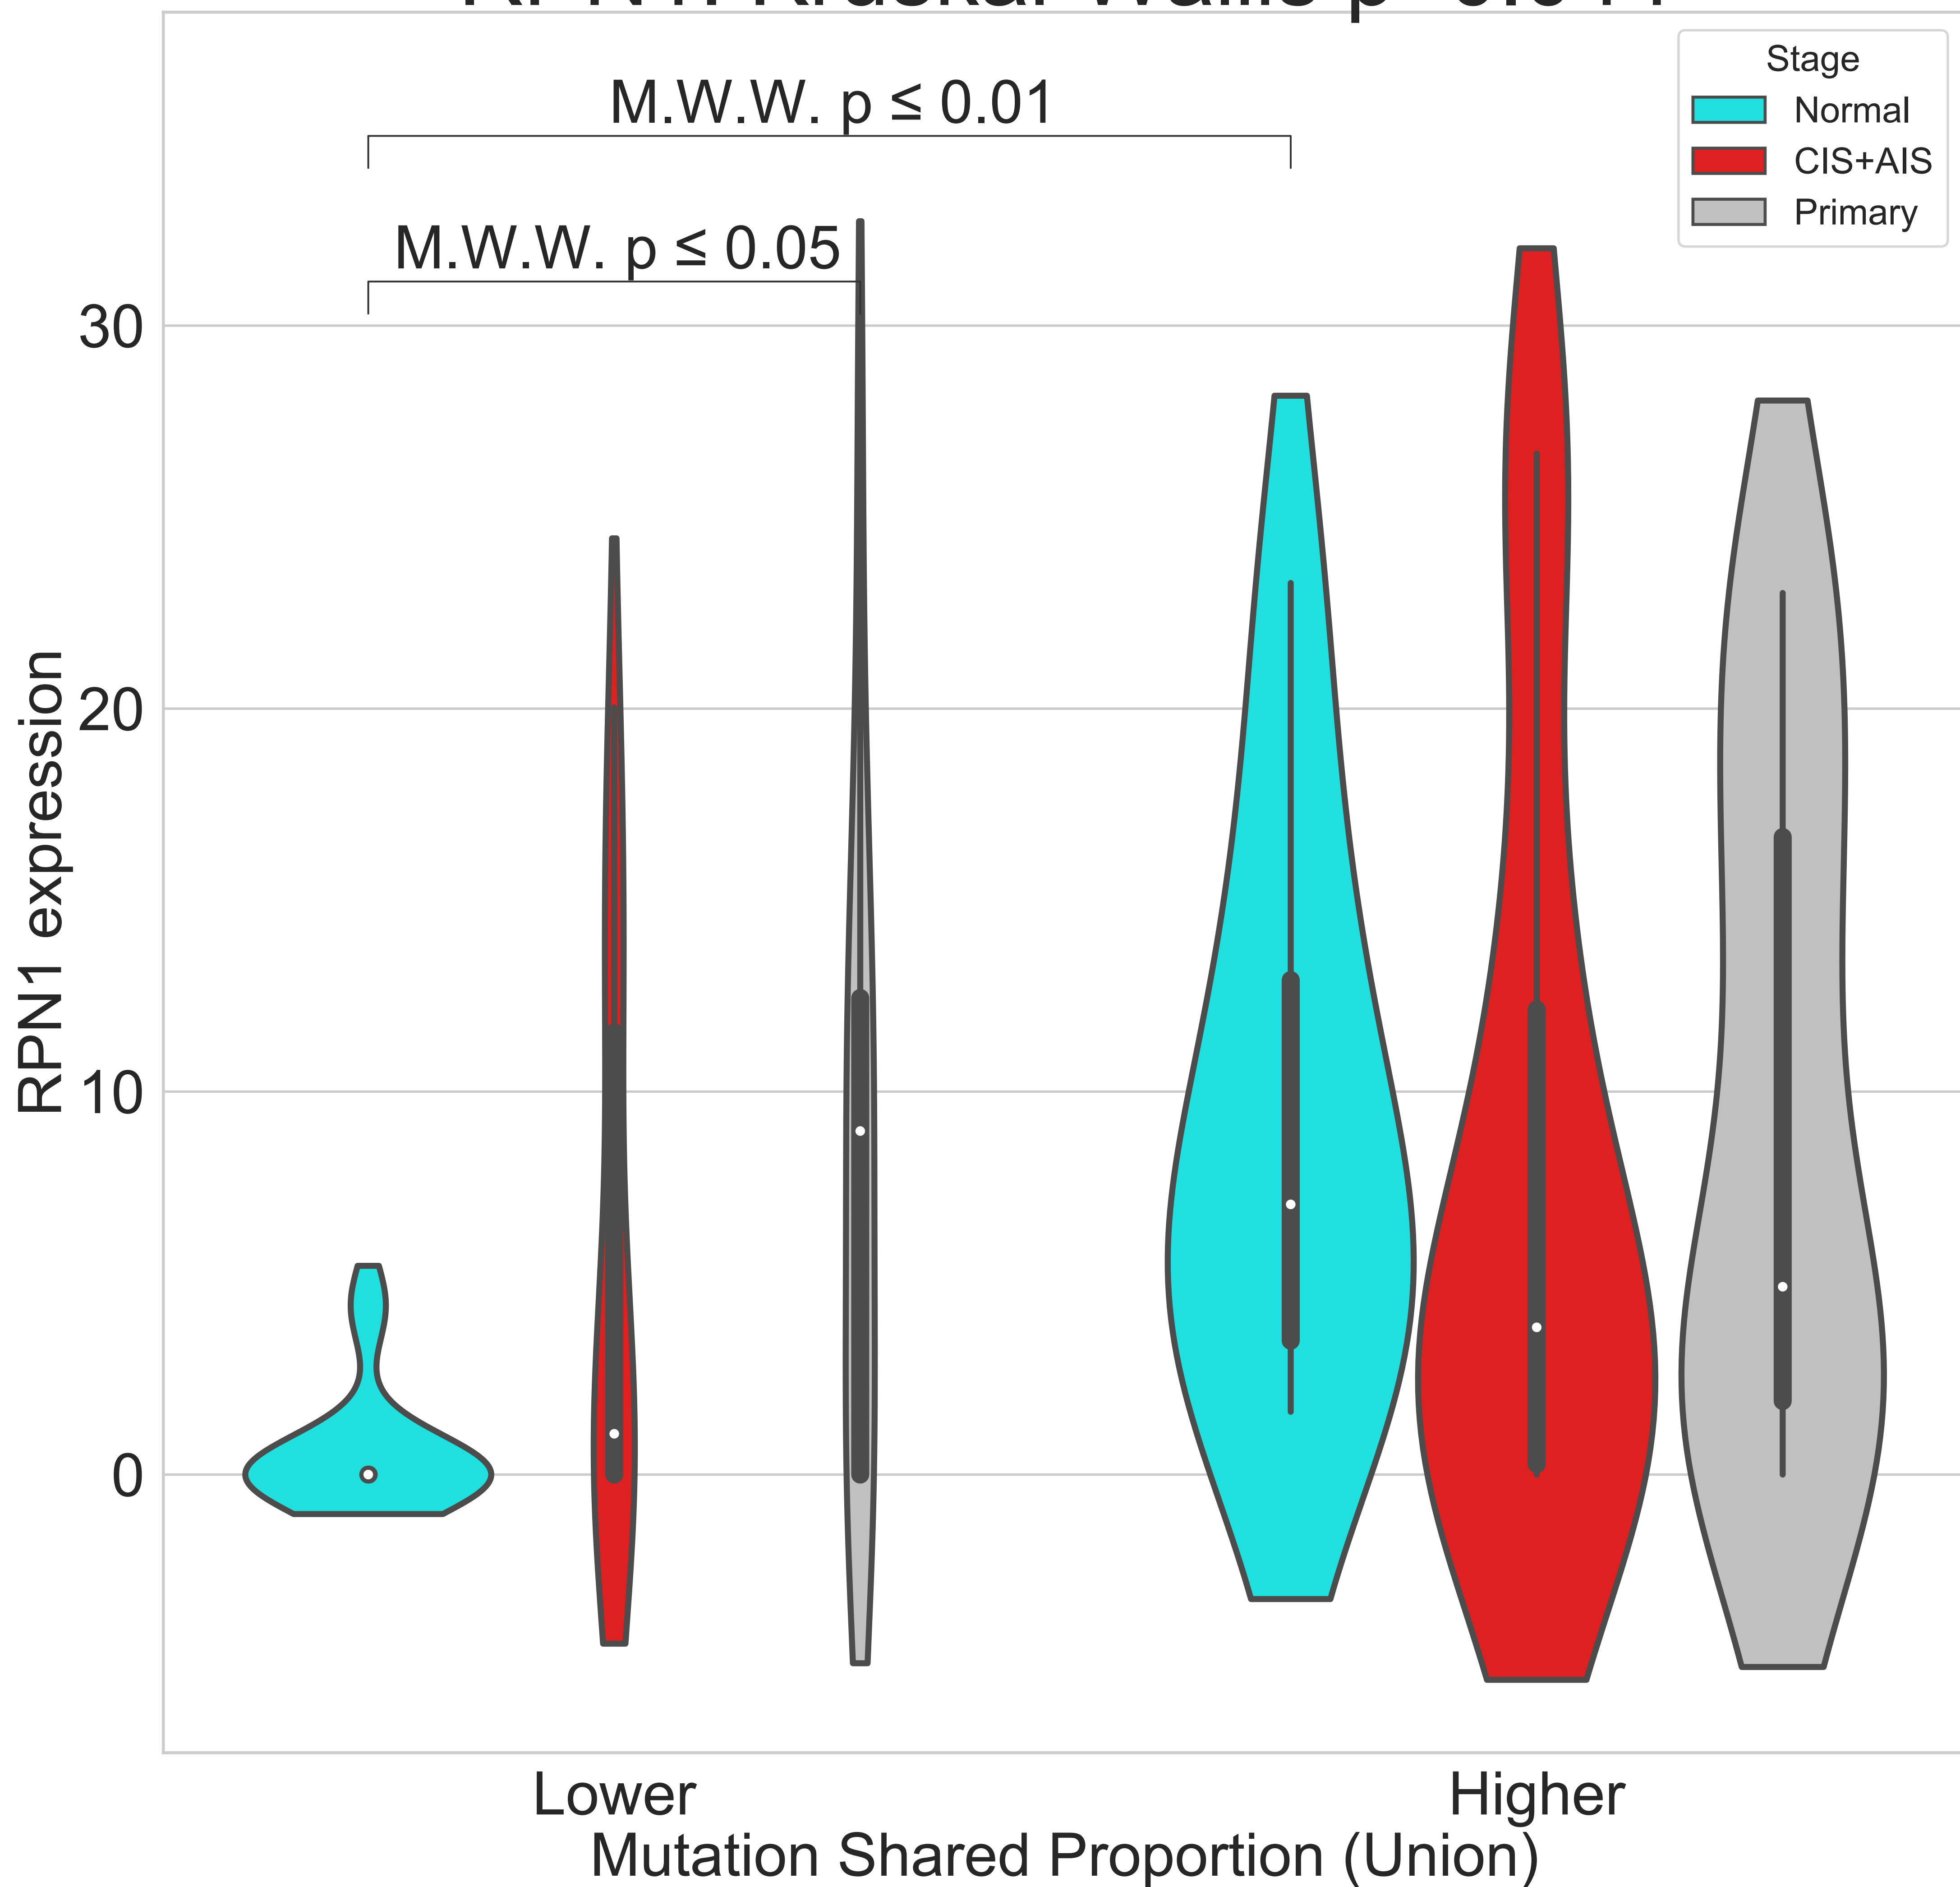 M.W.W. p ≤ 0.01
M.W.W. p ≤ 0.05
Stage
Normal
CIS+AIS
Primary
RPN1 expression
30
20
10
0
Lower
Higher
Mutation Shared Proportion (Union)